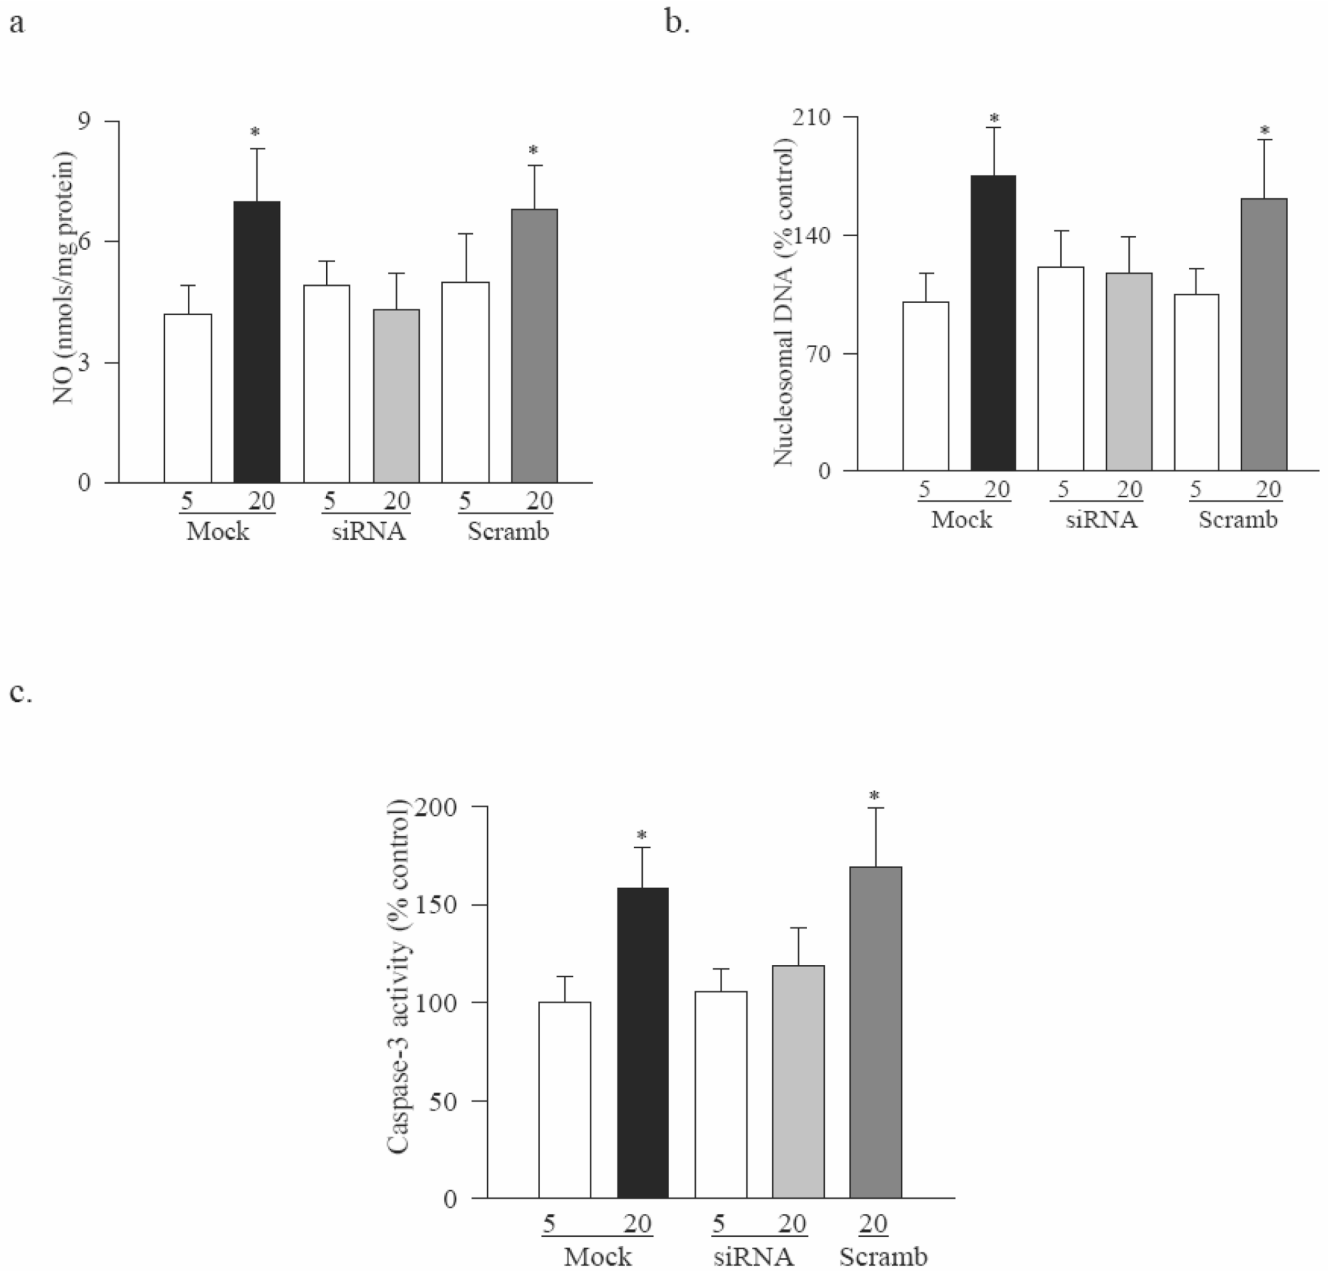 a
b.
NO (nmols/mg protein)
9
6
3
0
*
*
5 20 5 20 5 20
Mock siRNA Scramb
Nucleosomal DNA (% control)
210
140
70
0
*
*
5 20 5 20 5 20
Mock siRNA Scramb
c.
Caspase-3 activity (% control)
200
150
100
50
0
*
*
5 20 5 20 20
Mock siRNA Scramb